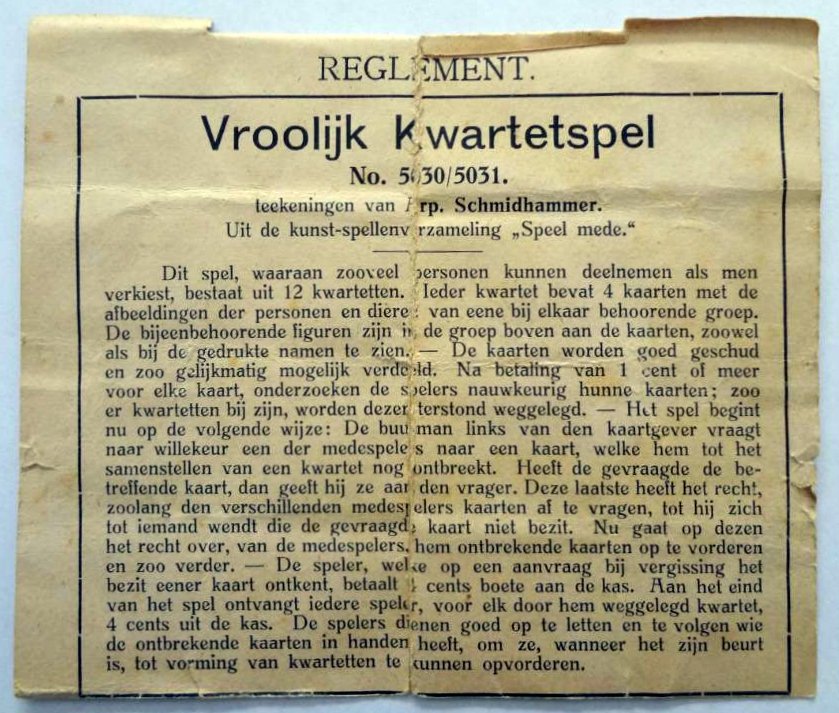 REGLEMENT.
Vroolijk Kwartetspel
No. 5030/5031.
teekeningen van Arp. Schmidhammer.
Uit de kunst-spellenverzameling „Speel mede.“
Dit spel, waaraan zooveel personen kunnen deelnemen als men
verkiest, bestaat uit 12 kwartetten. Ieder kwartet bevat 4 kaarten met de
afbeeldingen der personen en dieren van eene bij elkaar behoorende groep.
De bijeenbehoorende figuren zijn in de groep boven aan de kaarten, zoowel
als bij de gedrukte namen te zien. — De kaarten worden goed geschud
en zoo gelijkmatig mogelijk verdeeld. Na betaling van 1 cent of meer
voor elke kaart, onderzoeken de spelers nauwkeurig hunne kaarten; zoo
er kwartetten bij zijn, worden dezen terstond weggelegd. — Het spel begint
nu op de volgende wijze: De buurman links van den kaartgever vraagt
naar willekeur een der medespelers naar een kaart, welke hem tot het
samenstellen van een kwartet nog ontbreekt. Heeft de gevraagde de be-
treffende kaart, dan geeft hij ze aan den vrager. Deze laatste heeft het recht,
zoolang den verschillenden medespelers kaarten af te vragen, tot hij zich
tot iemand wendt die de gevraagde kaart niet bezit. Nu gaat op dezen
het recht over, van de medespelers, hem ontbrekende kaarten op te vorderen
en zoo verder. — De speler, welke op een aanvraag bij vergissing het
bezit eener kaart ontkent, betaalt cents boete aan de kas. Aan het eind
van het spel ontvangt iedere speler, voor elk door hem weggelegd kwartet,
4 cents uit de kas. De spelers dienen goed op te letten en te volgen wie
de ontbrekende kaarten in handen heeft, om ze, wanneer het zijn beurt
is, tot vorming van kwartetten te kunnen opvorderen.